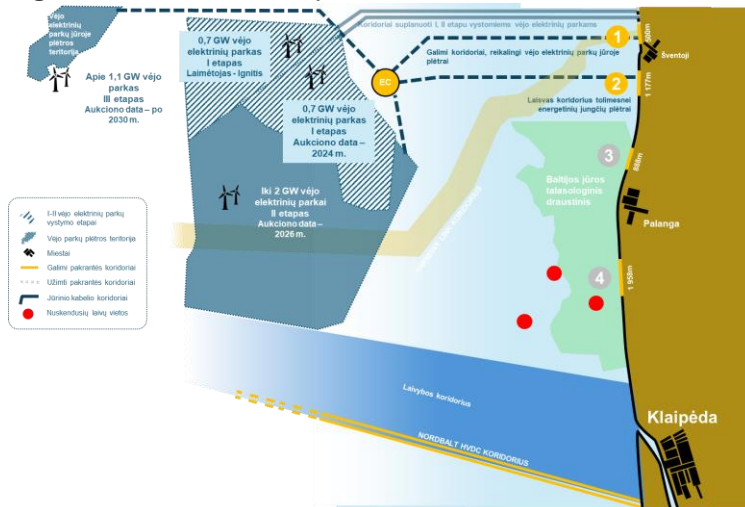 Vėjo
elektrinių
parkų jūroje
plėtros
teritorija
Apie 1,1 GW vėjo
parkas
III etapas
Aukciono data – po
2030 m.
0,7 GW vėjo
elektrinių parkas
I etapas
Laimėtojas - Ignitis
0,7 GW vėjo
elektrinių parkas
I etapas
Aukciono data –
2024 m.
Iki 2 GW vėjo
elektrinių parkai
II etapas
Aukciono data –
2026 m.
EC
Koridoriai suplanuoti I, II etapu vystomiems vėjo elektrinių parkams
Galimi koridoriai, reikalingi vėjo elektrinių parkų jūroje
plėtrai
Laisvas koridorius tolimesnei
energetinių jungčių plėtrai
1
2
3
4
500m
1 177m
888m
1 958m
Šventoji
Baltijos jūros
talasologinis
draustinis
Palanga
Klaipėda
Laivybos koridorius
NORDBALT HVDC KORIDORIUS
I-II vėjo elektrinių parkų
vystymo etapai
Vėjo parkų plėtros teritorija
Miestai
Galimi pakrantės koridoriai
Užimti pakrantės koridoriai
Jūrinio kabelio koridoriai
Nuskendusių laivų vietos